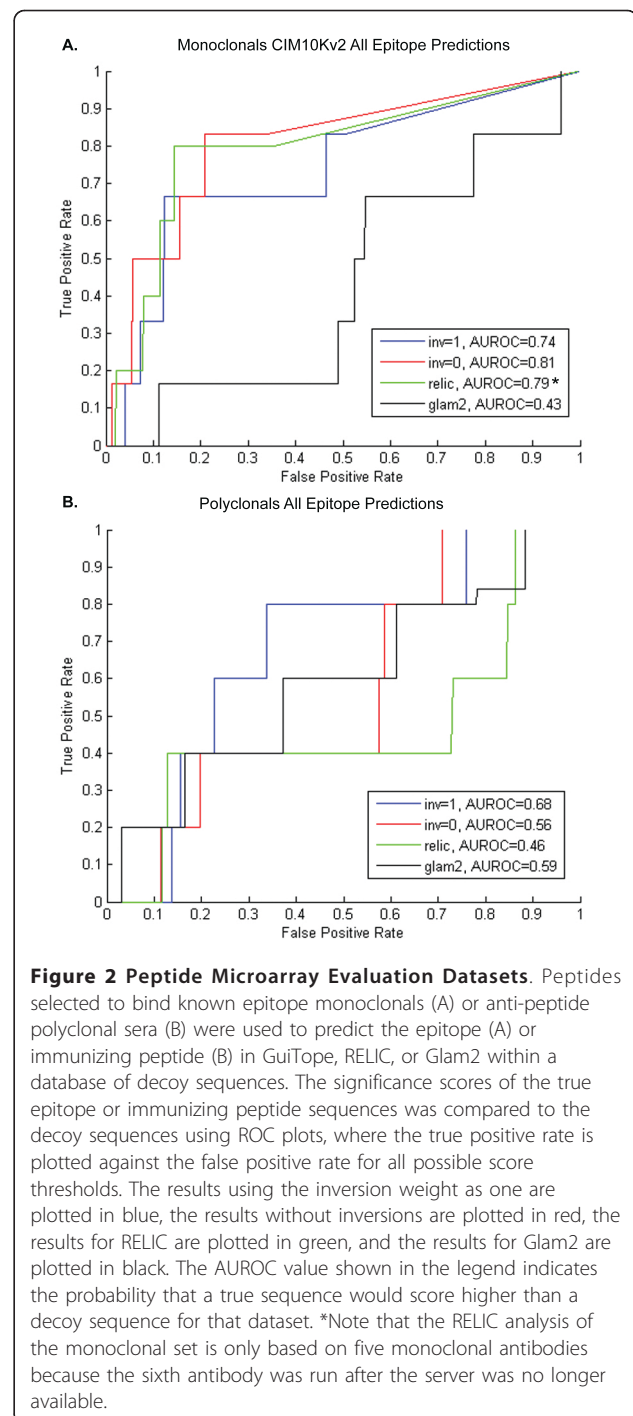 A. Monoclonals CIM10Kv2 All Epitope Predictions
1
0.9
0.8
0.7
0.6
0.5
0.4
0.3
0.2
0.1
0
True Positive Rate
inv=1, AUROC=0.74
inv=0, AUROC=0.81
relic, AUROC=0.79*
glam2, AUROC=0.43
0 0.1 0.2 0.3 0.4 0.5 0.6 0.7 0.8 0.9 1
False Positive Rate
B. Polyclonals All Epitope Predictions
1
0.9
0.8
0.7
0.6
0.5
0.4
0.3
0.2
0.1
0
True Positive Rate
inv=1, AUROC=0.68
inv=0, AUROC=0.56
relic, AUROC=0.46
glam2, AUROC=0.59
0 0.1 0.2 0.3 0.4 0.5 0.6 0.7 0.8 0.9 1
False Positive Rate
Figure 2 Peptide Microarray Evaluation Datasets. Peptides
selected to bind known epitope monoclonals (A) or anti-peptide
polyclonal sera (B) were used to predict the epitope (A) or
immunizing peptide (B) in GuiTope, RELIC, or Glam2 within a
database of decoy sequences. The significance scores of the true
epitope or immunizing peptide sequences was compared to the
decoy sequences using ROC plots, where the true positive rate is
plotted against the false positive rate for all possible score
thresholds. The results using the inversion weight as one are
plotted in blue, the results without inversions are plotted in red, the
results for RELIC are plotted in green, and the results for Glam2 are
plotted in black. The AUROC value shown in the legend indicates
the probability that a true sequence would score higher than a
decoy sequence for that dataset. *Note that the RELIC analysis of
the monoclonal set is only based on five monoclonal antibodies
because the sixth antibody was run after the server was no longer
available.